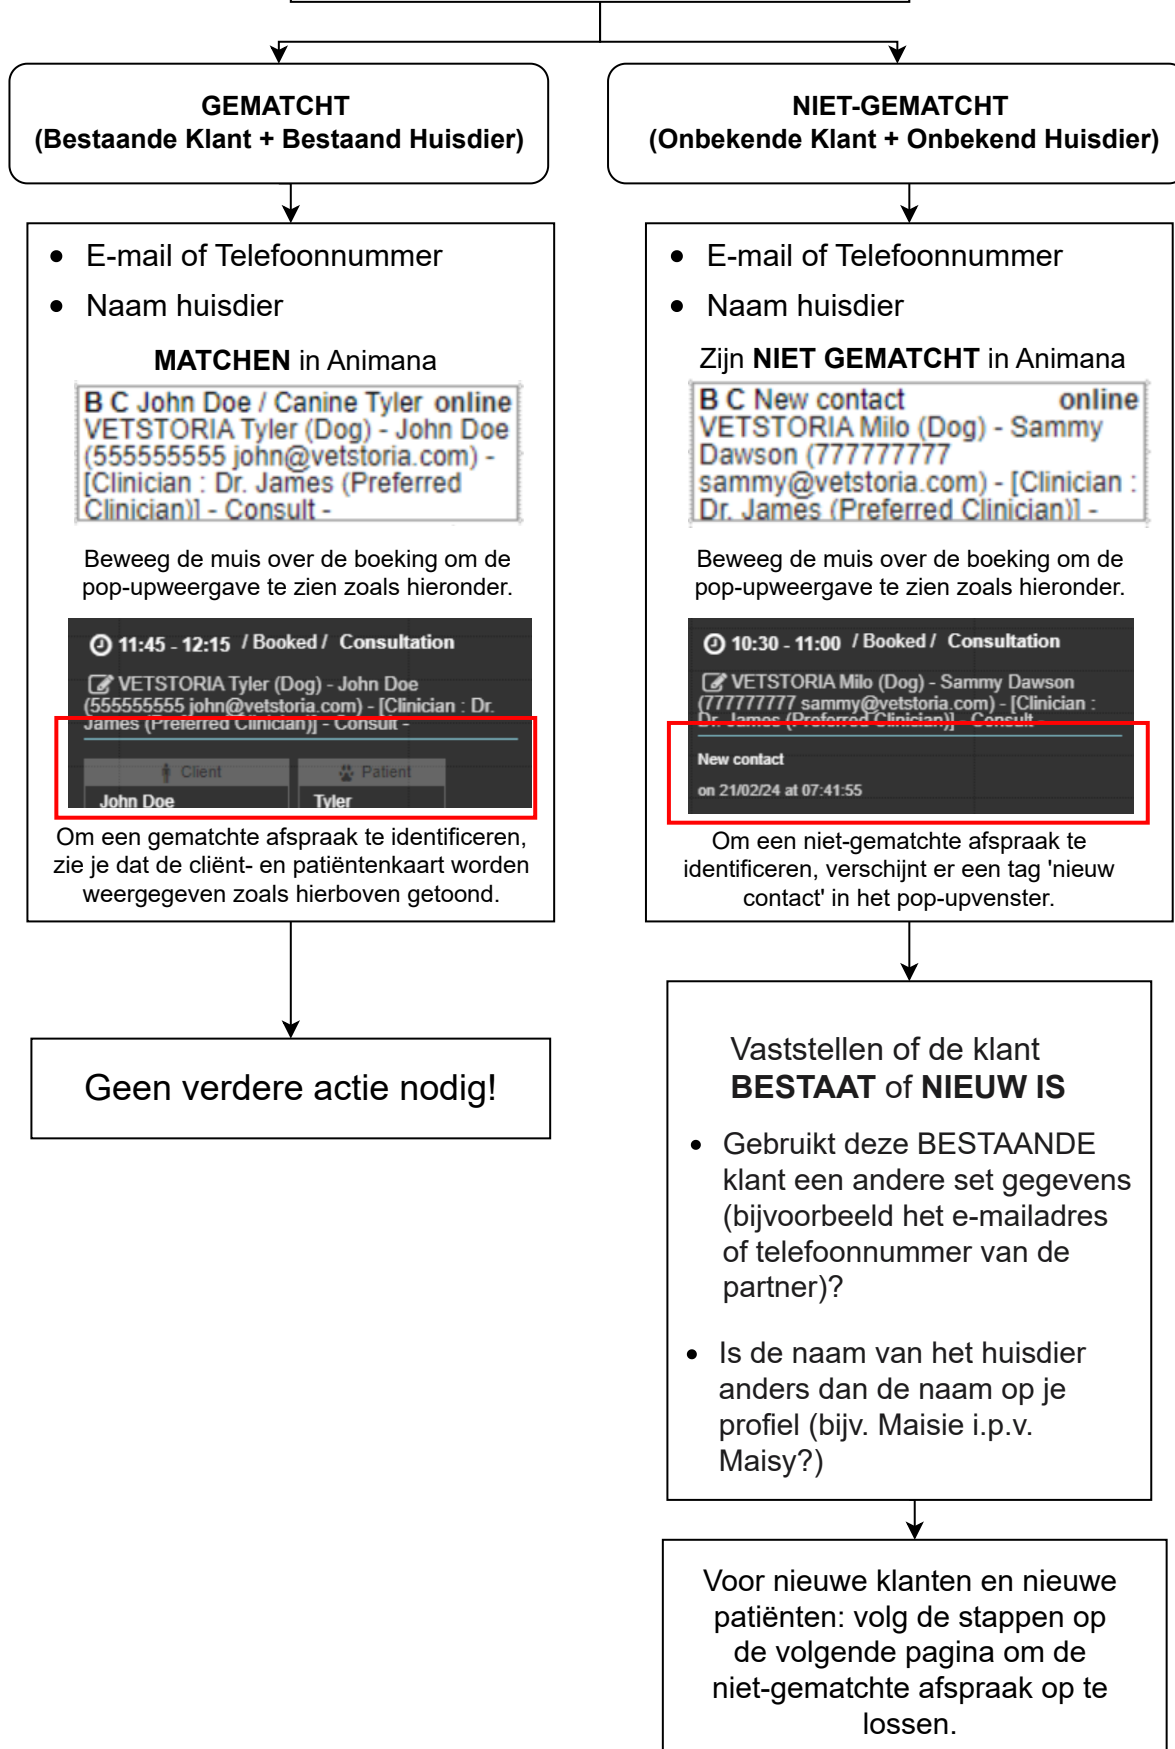 GEMATCHT
(Bestaande Klant + Bestaand Huisdier)
E-mail of Telefoonnummer
Naam huisdier
MATCHEN in Animana
B C John Doe / Canine Tyler online
VETSTORIA Tyler (Dog) - John Doe
(555555555 john@vetstoria.com) -
[Clinician : Dr. James (Preferred
Clinician)] - Consult -
Beweeg de muis over de boeking om de
pop-upweergave te zien zoals hieronder.
11:45 - 12:15 / Booked / Consultation
VETSTORIA Tyler (Dog) - John Doe
(555555555 john@vetstoria.com) - [Clinician : Dr.
James (Preferred Clinician)] - Consult -
Client Patient
John Doe Tyler
Om een gematchte afspraak te identificeren,
zie je dat de cliënt- en patiëntenkaart worden
weergegeven zoals hierboven getoond.
Geen verdere actie nodig!
NIET-GEMATCHT
(Onbekende Klant + Onbekend Huisdier)
E-mail of Telefoonnummer
Naam huisdier
Zijn NIET GEMATCHT in Animana
B C New contact online
VETSTORIA Milo (Dog) - Sammy
Dawson (777777777
sammy@vetstoria.com) - [Clinician :
Dr. James (Preferred Clinician)] -
Beweeg de muis over de boeking om de
pop-upweergave te zien zoals hieronder.
10:30 - 11:00 / Booked / Consultation
VETSTORIA Milo (Dog) - Sammy Dawson
(777777777 sammy@vetstoria.com) - [Clinician :
Dr. James (Preferred Clinician)] - Consult -
New contact
on 21/02/24 at 07:41:55
Om een niet-gematchte afspraak te
identificeren, verschijnt er een tag 'nieuw
contact' in het pop-upvenster.
Vaststellen of de klant
BESTAAT of NIEUW IS
Gebruikt deze BESTAANDE
klant een andere set gegevens
(bijvoorbeeld het e-mailadres
of telefoonnummer van de
partner)?
Is de naam van het huisdier
anders dan de naam op je
profiel (bijv. Maisie i.p.v.
Maisy?)
Voor nieuwe klanten en nieuwe
patiënten: volg de stappen op
de volgende pagina om de
niet-gematchte afspraak op te
lossen.